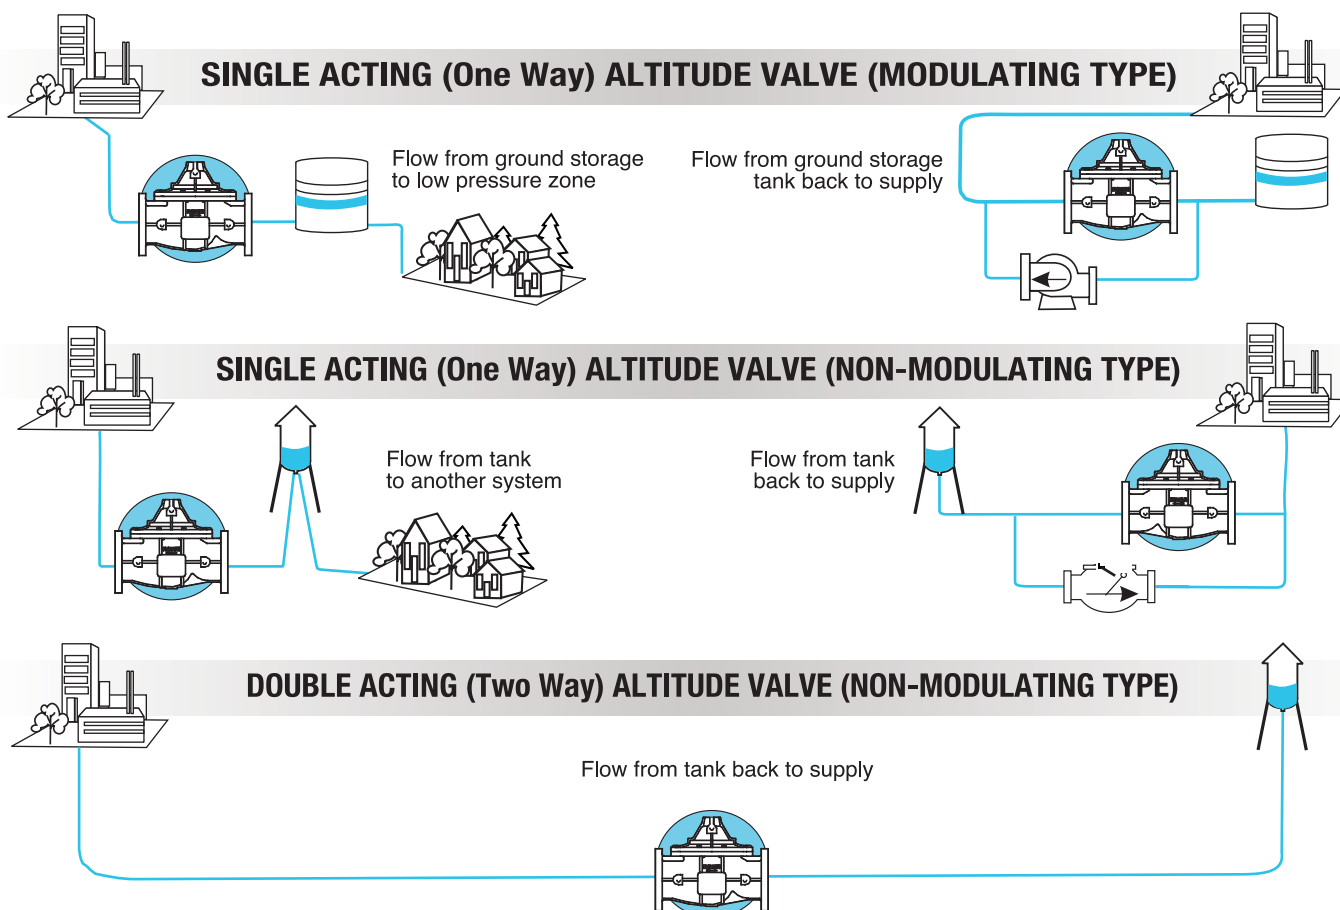 SINGLE ACTING (One Way) ALTITUDE VALVE (MODULATING TYPE)
Flow from ground storage
to low pressure zone
Flow from ground storage
tank back to supply
SINGLE ACTING (One Way) ALTITUDE VALVE (NON-MODULATING TYPE)
Flow from tank
to another system
Flow from tank
back to supply
DOUBLE ACTING (Two Way) ALTITUDE VALVE (NON-MODULATING TYPE)
Flow from tank back to supply